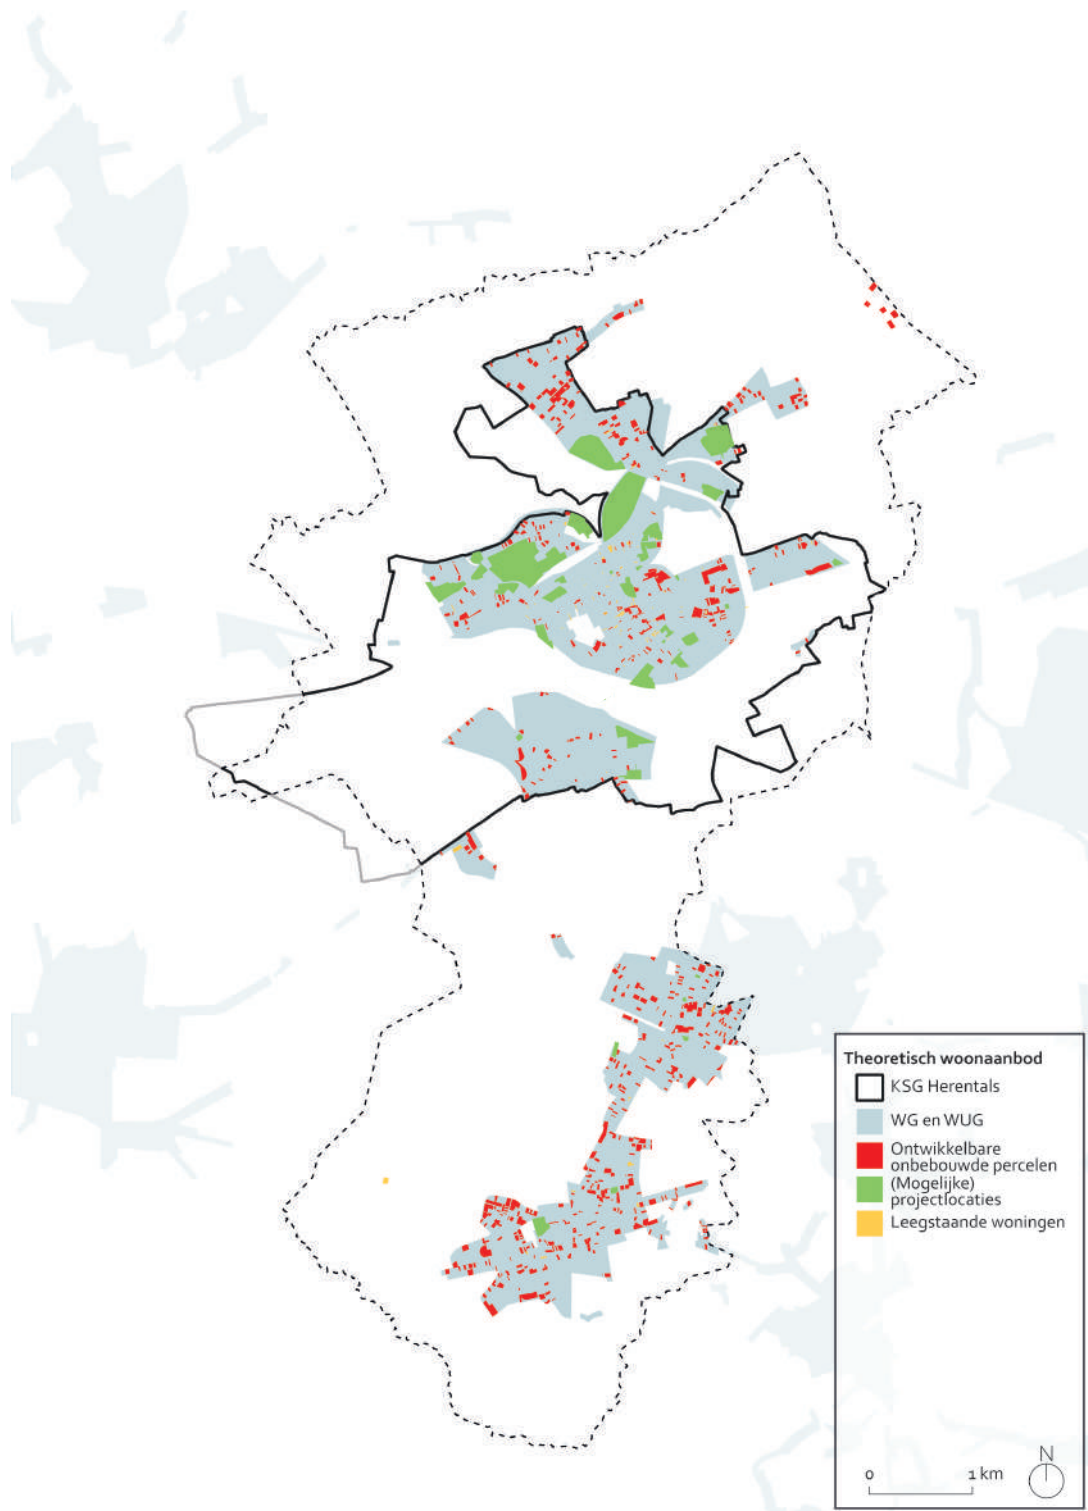 Theoretisch woonaanbod
KSG Herentals
WG en WUG
Ontwikkelbare
onbebouwde percelen
(Mogelijke)
projectlocaties
Leegstaande woningen
N
0 1 km